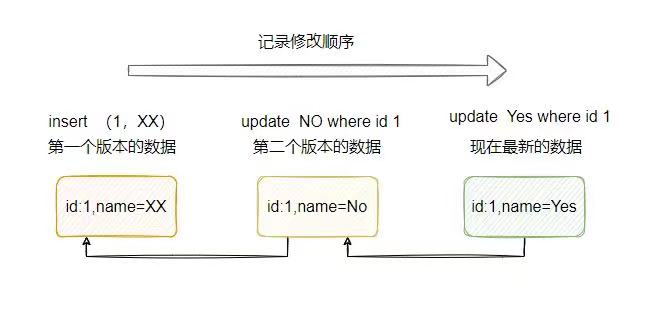 记录修改顺序
insert （1，XX）
update NO where id 1
update Yes where id 1
第一个版本的数据
第二个版本的数据
现在最新的数据
id:1,name=XX
id:1,name=No
id:1,name=Yes